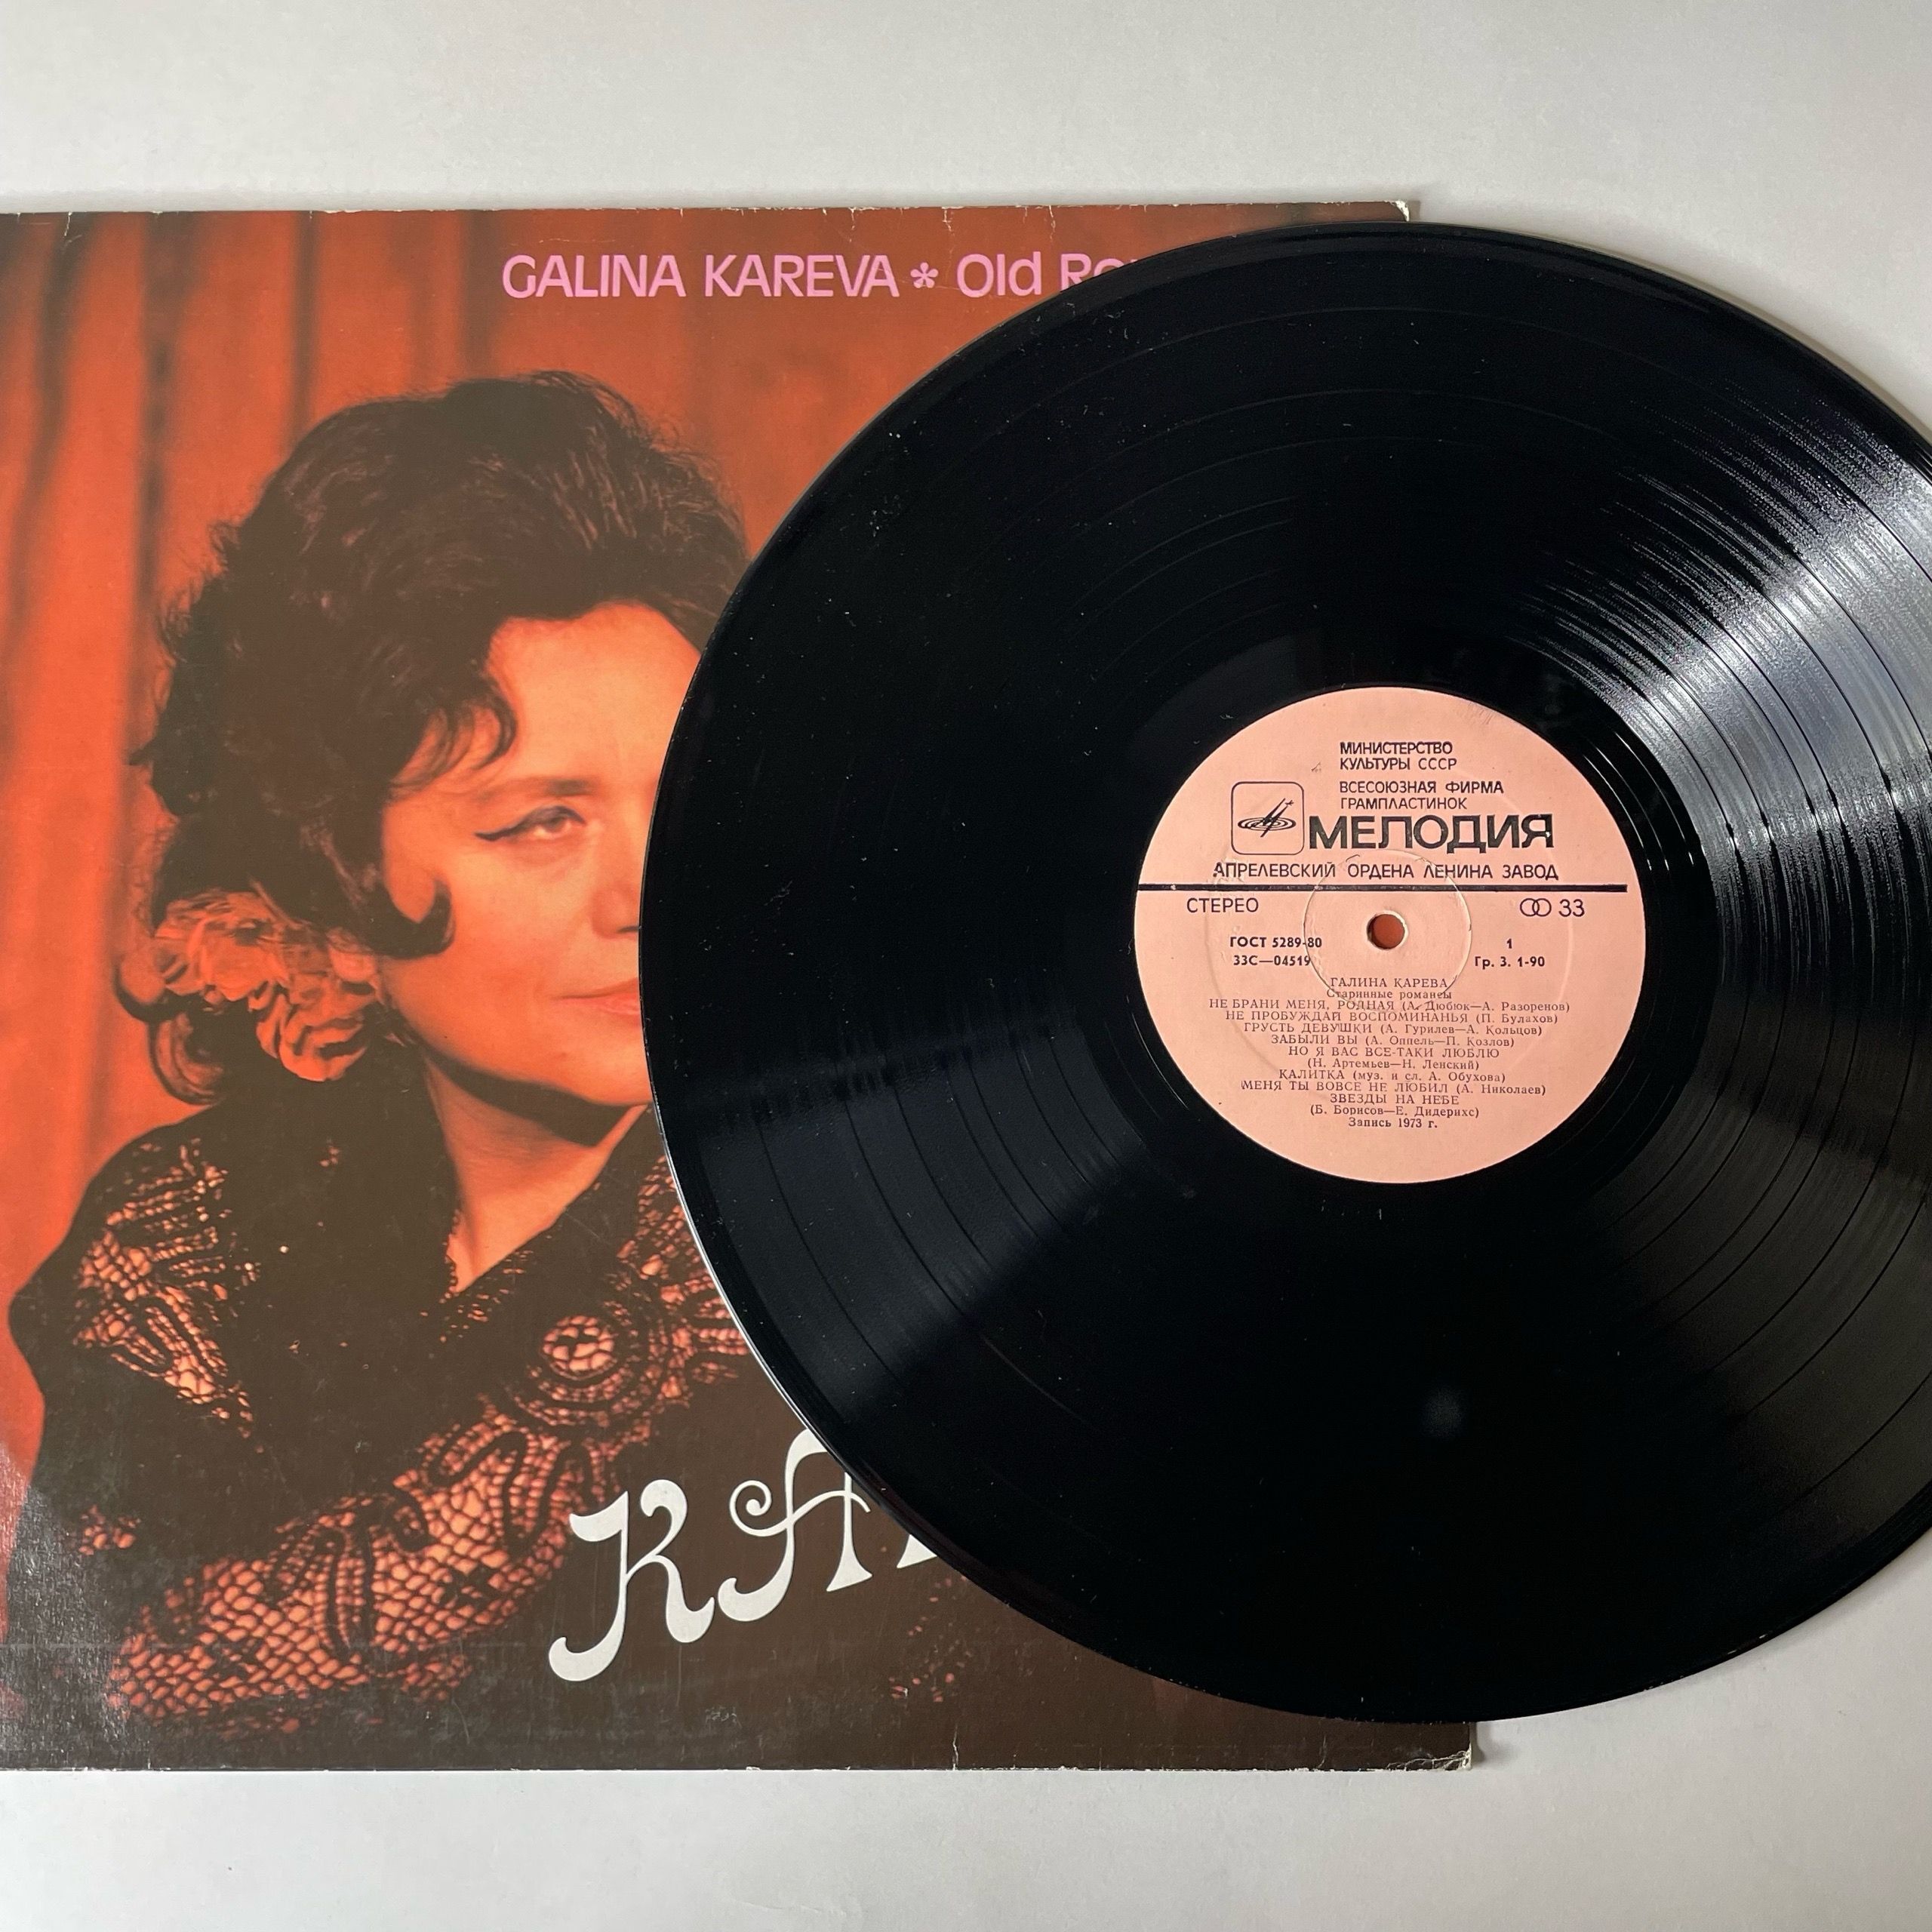 GALINA KAREVA * Old
КА
МИНИСТЕРСТВО
КУЛЬТУРЫ СССР
ВСЕСОЮЗНАЯ ФИРМА
ГРАМПЛАСТИНОК
МЕЛОДИЯ
АПРЕЛЕВСКИЙ ОРДЕНА ЛЕНИНА ЗАВОД
СТЕРЕО 33
ГОСТ 5289-80 1
33С—04519 Гр. 3. 1-90
ГАЛИНА КАРЕВА
Старинные романсы
НЕ БРАНИ МЕНЯ, РОДНАЯ (А. Дюбюк—А. Разоренов)
НЕ ПРОБУЖДАЙ ВОСПОМИНАНЬЯ (П. Булахов)
ГРУСТЬ ДЕВУШКИ (А. Гурилев—А. Кольцов)
ЗАБЫЛИ ВЫ (А. Оппель—П. Козлов)
НО Я ВАС ВСЕ-ТАКИ ЛЮБЛЮ
(Н. Артемьев—Н. Ленский)
КАЛИТКА (муз. и сл. А. Обухова)
МЕНЯ ТЫ ВОВСЕ НЕ ЛЮБИЛ (А. Николаев)
ЗВЕЗДЫ НА НЕБЕ
(Б. Борисов—Е. Дидерихс)
Запись 1973 г.